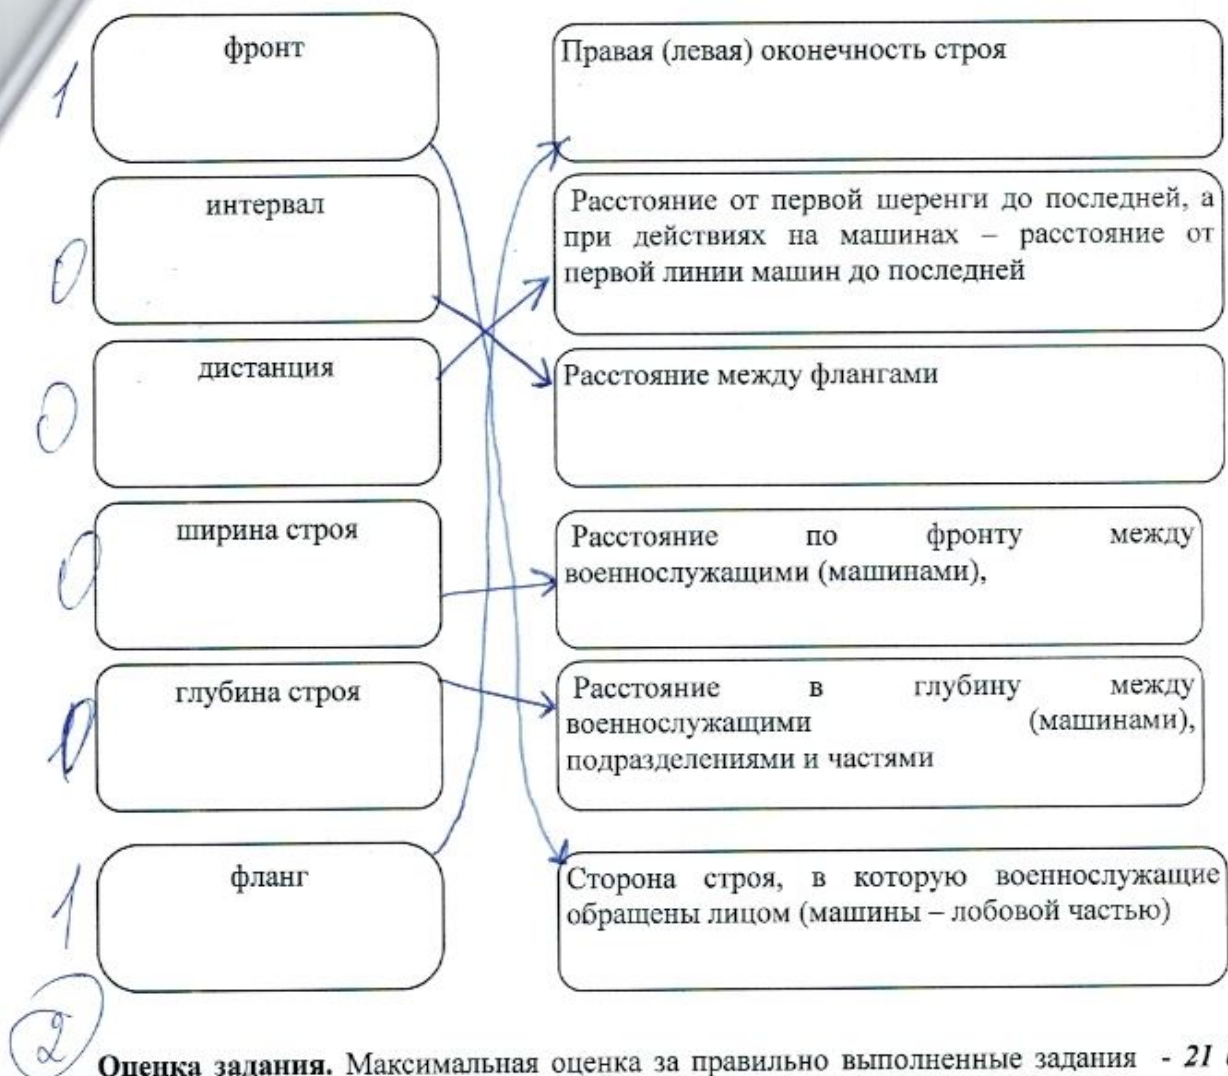 1
фронт
Правая (левая) оконечность строя
0
интервал
Расстояние от первой шеренги до последней, а
при действиях на машинах – расстояние от
первой линии машин до последней
0
дистанция
Расстояние между флангами
0
ширина строя
Расстояние по фронту между
военнослужащими (машинами),
глубина строя
Расстояние в глубину между
военнослужащими (машинами),
подразделениями и частями
1
фланг
Сторона строя, в которую военнослужащие
обращены лицом (машины – лобовой частью)
2
Оценка задания. Максимальная оценка за правильно выполненные задания - 21